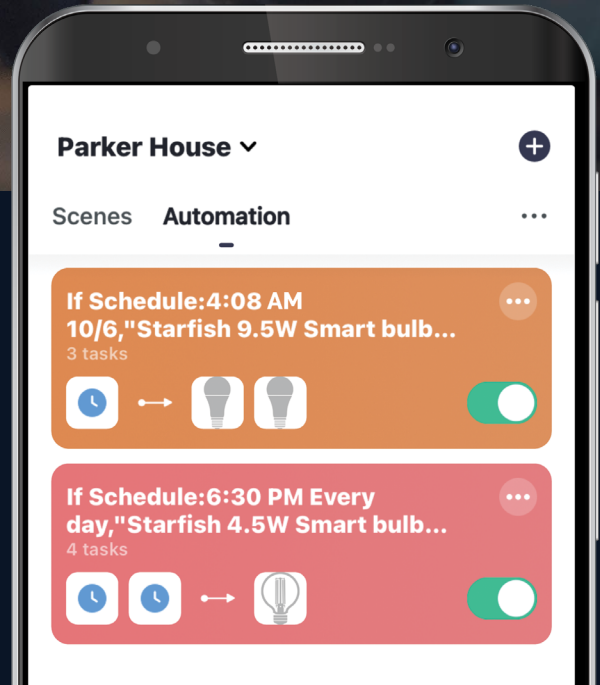 Parker House
Scenes Automation
If Schedule:4:08 AM
10/6,"Starfish 9.5W Smart bulb...
3 tasks
If Schedule:6:30 PM Every
day,"Starfish 4.5W Smart bulb...
4 tasks